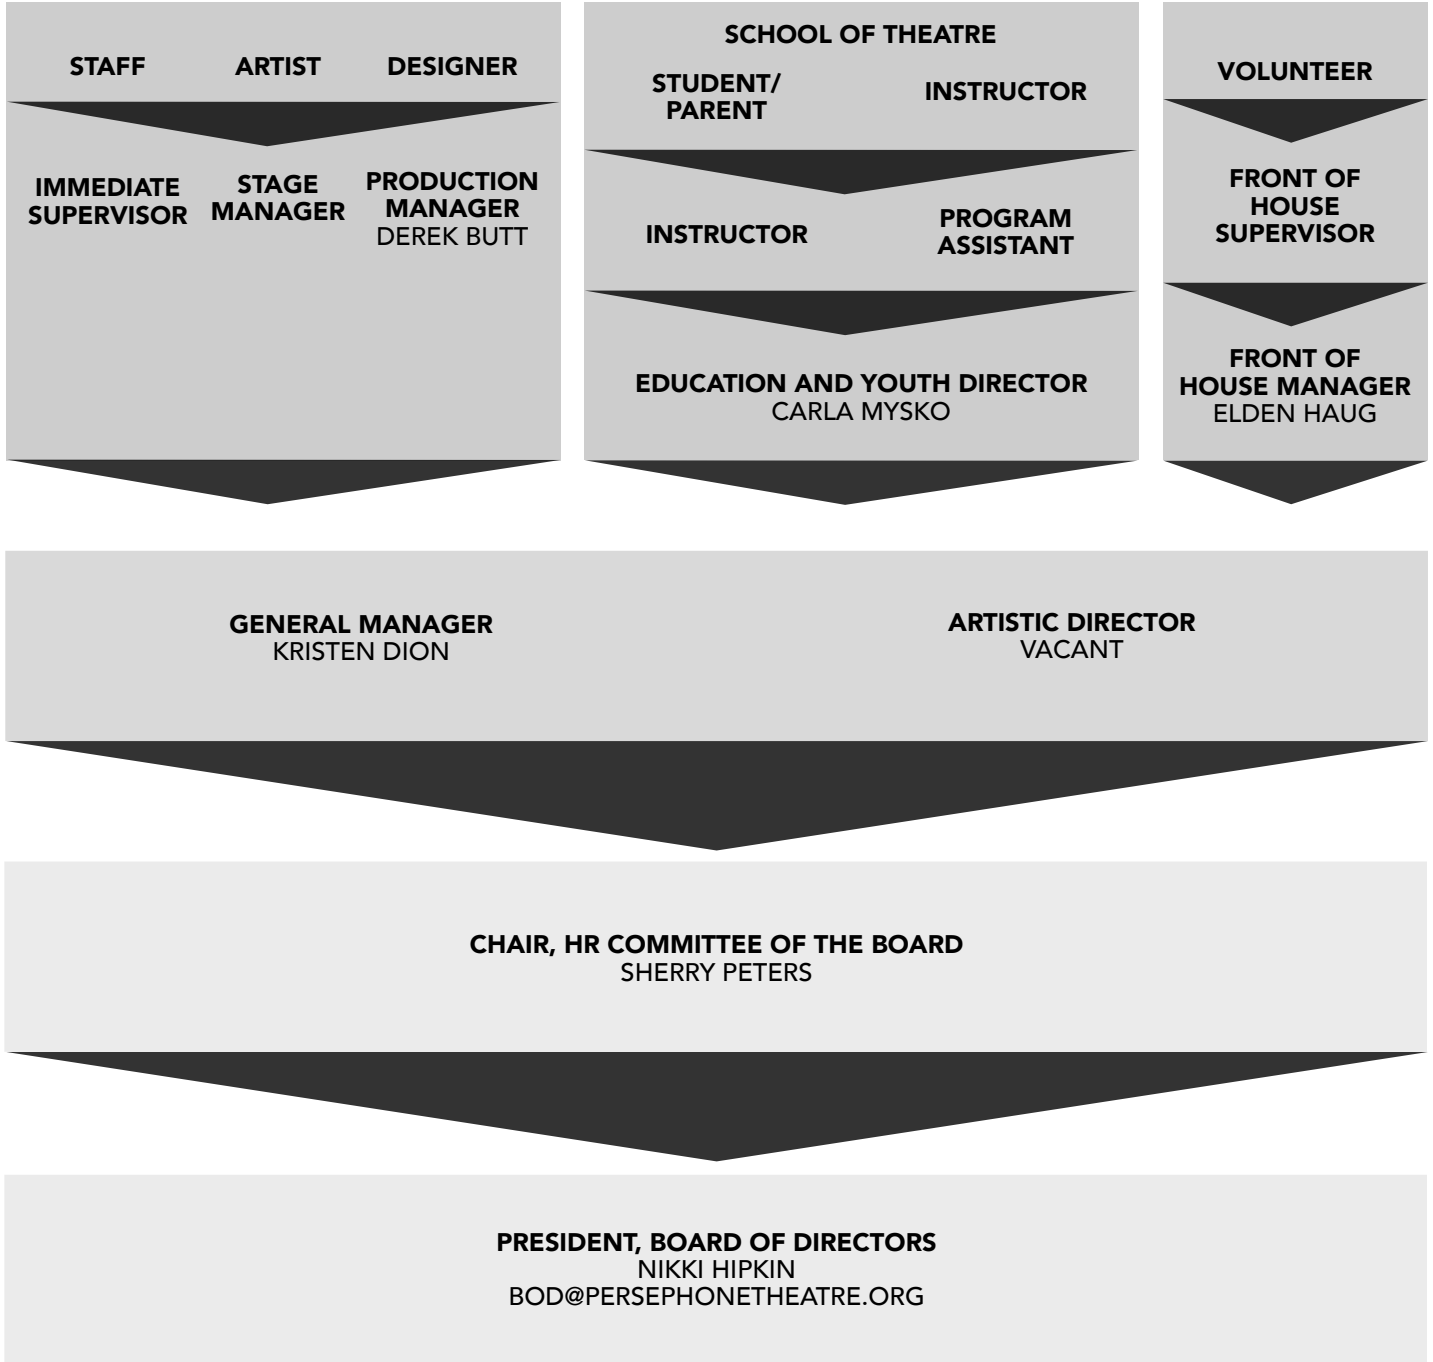 STAFF
ARTIST
DESIGNER
IMMEDIATE
SUPERVISOR
STAGE
MANAGER
PRODUCTION
MANAGER
DEREK BUTT
SCHOOL OF THEATRE
STUDENT/
PARENT
INSTRUCTOR
INSTRUCTOR
PROGRAM
ASSISTANT
EDUCATION AND YOUTH DIRECTOR
CARLA MYSKO
VOLUNTEER
FRONT OF
HOUSE
SUPERVISOR
FRONT OF
HOUSE MANAGER
ELDEN HAUG
GENERAL MANAGER
KRISTEN DION
ARTISTIC DIRECTOR
VACANT
CHAIR, HR COMMITTEE OF THE BOARD
SHERRY PETERS
PRESIDENT, BOARD OF DIRECTORS
NIKKI HIPKIN
BOD@PERSEPHONETHEATRE.ORG